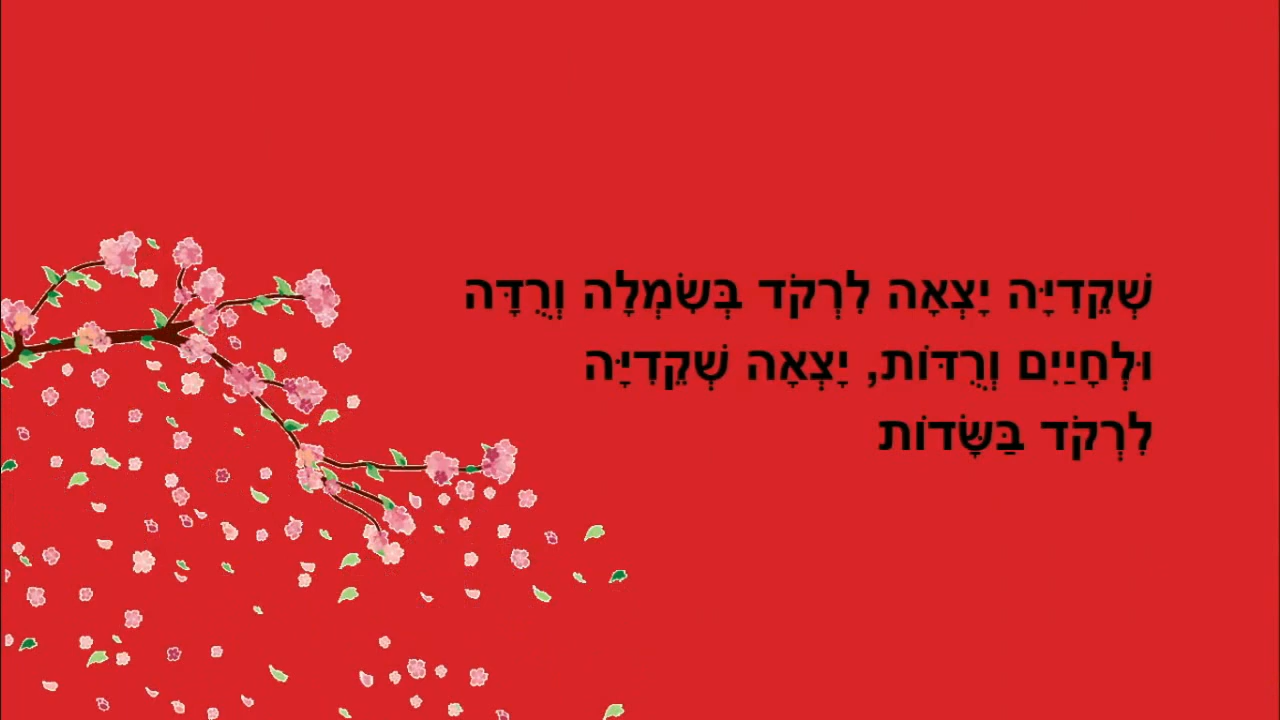 שְׁקֵדִיָּה יָצְאָה לִרְקֹד בְּשִׂמְלָה וְרֻדָּה
וּלְחָיַיִם וְרֻדּוֹת, יָצְאָה שְׁקֵדִיָּה
לִרְקֹד בַּשָּׂדוֹת